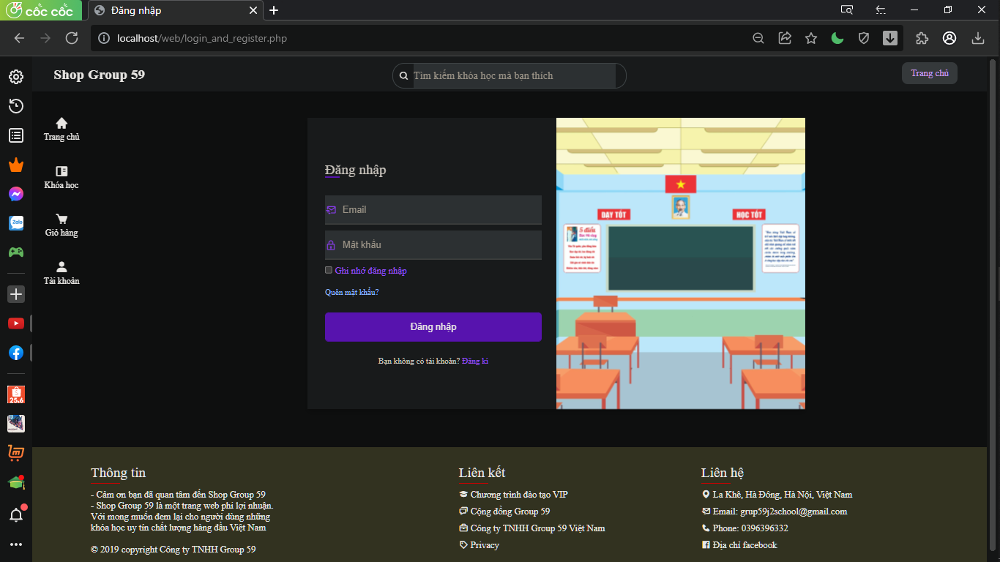 cốc cốc
Đăng nhập
localhost/web/login_and_register.php
Shop Group 59
Tìm kiếm khóa học mà bạn thích
Trang chủ
Trang chủ
Khóa học
Giỏ hàng
Tài khoản
Zalo
25.6
Đăng nhập
Email
Mật khẩu
Ghi nhớ đăng nhập
Quên mật khẩu?
Đăng nhập
Bạn không có tài khoản? Đăng kí
DẠY TỐT
HỌC TỐT
5 điều
Thông tin
- Cảm ơn bạn đã quan tâm đến Shop Group 59
- Shop Group 59 là một trang web phi lợi nhuận.
Với mong muốn đem lại cho người dùng những
khóa học uy tín chất lượng hàng đầu Việt Nam
© 2019 copyright Công ty TNHH Group 59
Liên kết
Chương trình đào tạo VIP
Cộng đồng Group 59
Công ty TNHH Group 59 Việt Nam
Privacy
Liên hệ
La Khê, Hà Đông, Hà Nội, Việt Nam
Email: grup59j2school@gmail.com
Phone: 0396396332
Địa chỉ facebook